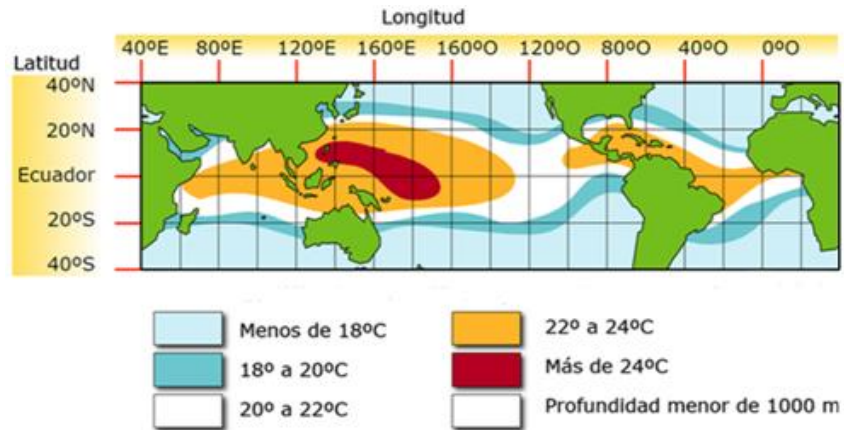 Longitud
40ºE 80ºE 120ºE 160ºE 160ºO 120ºO 80ºO 40ºO 0ºO
Latitud
40ºN
20ºN
Ecuador
20ºS
40ºS
Menos de 18ºC
18º a 20ºC
20º a 22ºC
22º a 24ºC
Más de 24ºC
Profundidad menor de 1000 m